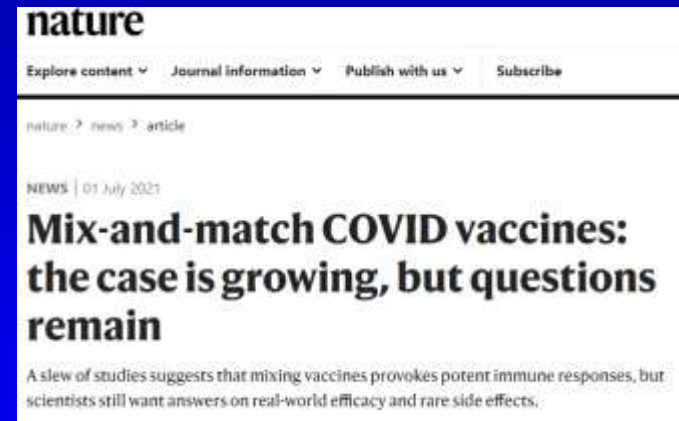 nature
Explore content ˅ Journal information ˅ Publish with us ˅ Subscribe
nature > news > article
NEWS | 01 July 2021
Mix-and-match COVID vaccines:
the case is growing, but questions
remain
A slew of studies suggests that mixing vaccines provokes potent immune responses, but
scientists still want answers on real-world efficacy and rare side effects.